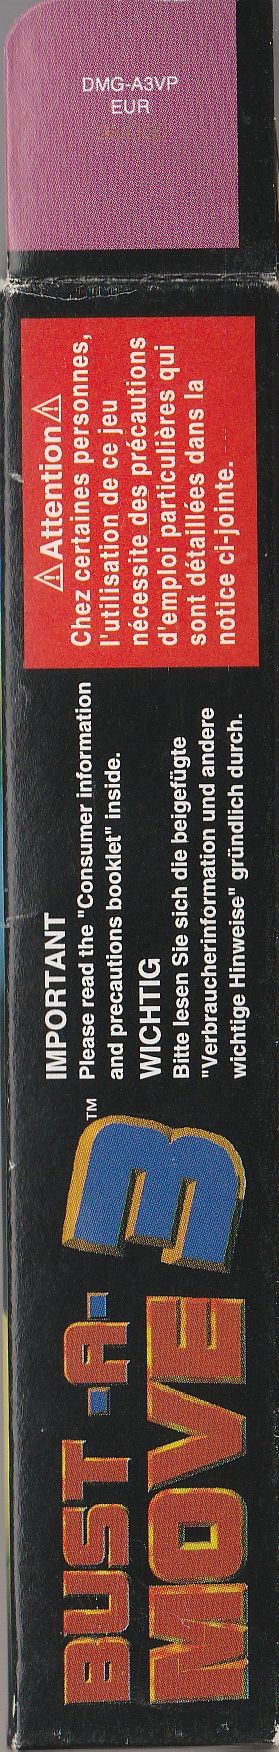 DMG-A3VP
EUR
⚠Attention⚠
Chez certaines personnes,
l'utilisation de ce jeu
nécessite des précautions
d'emploi particulières qui
sont détaillées dans la
notice ci-jointe.
IMPORTANT
Please read the "Consumer information
and precautions booklet" inside.
WICHTIG
Bitte lesen Sie sich die beigefügte
"Verbraucherinformation und andere
wichtige Hinweise" gründlich durch.
BUST-A-
MOVE 3™